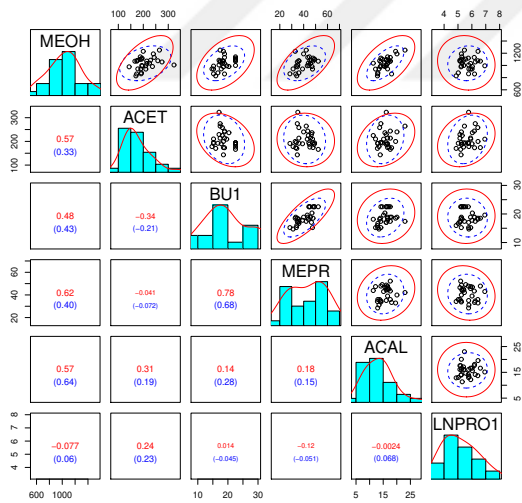 100 200 300
20 40 60
4 5 6 7 8
MEOH
600 1200
100 200 300
ACET
0.57
(0.33)
BU1
10 20 30
0.48
(0.43)
−0.34
(−0.21)
20 40 60
MEPR
0.62
(0.40)
−0.041
(−0.072)
0.78
(0.68)
ACAL
5 15 25
0.57
(0.64)
0.31
(0.19)
0.14
(0.28)
0.18
(0.15)
LNPRO1
4 5 6 7 8
−0.077
(0.06)
0.24
(0.23)
0.014
(−0.045)
−0.12
(−0.051)
−0.0024
(0.068)
600 1000
10 20 30
5 15 25